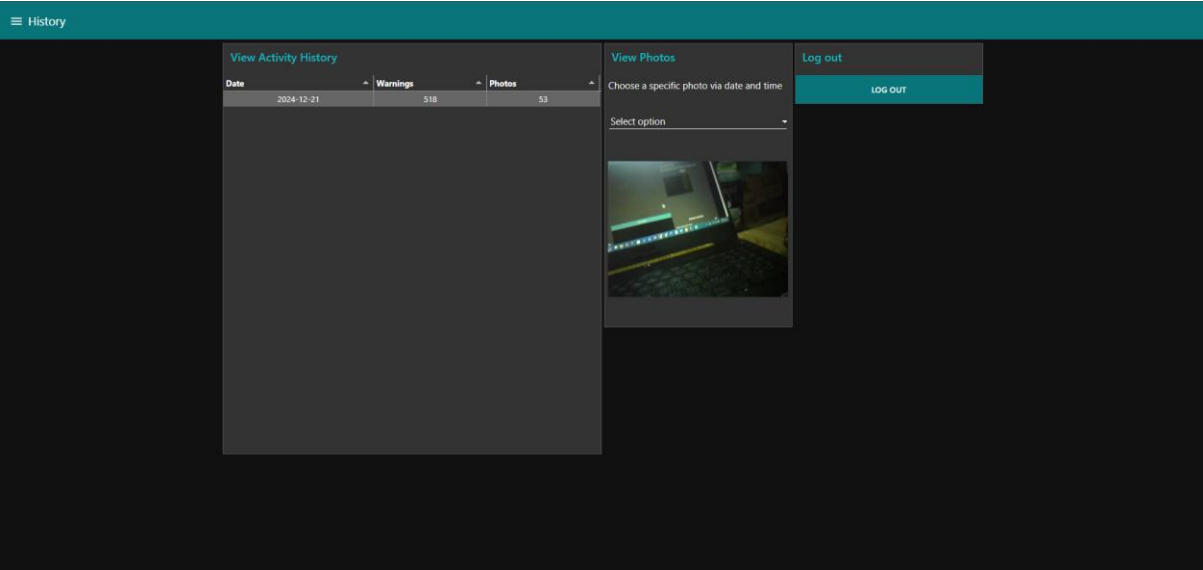 History
View Activity History
Date Warnings Photos
2024-12-21 518 53
View Photos
Choose a specific photo via date and time
Select option
Log out
LOG OUT